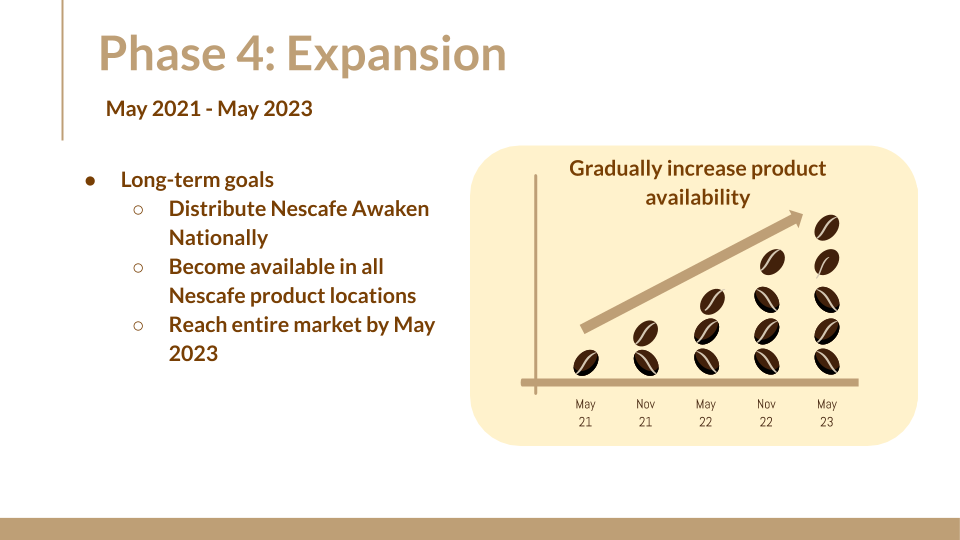 Phase 4: Expansion
May 2021 - May 2023
● Long-term goals
○ Distribute Nescafe Awaken
Nationally
○ Become available in all
Nescafe product locations
○ Reach entire market by May
2023
Gradually increase product
availability
May Nov May Nov May
21 21 22 22 23